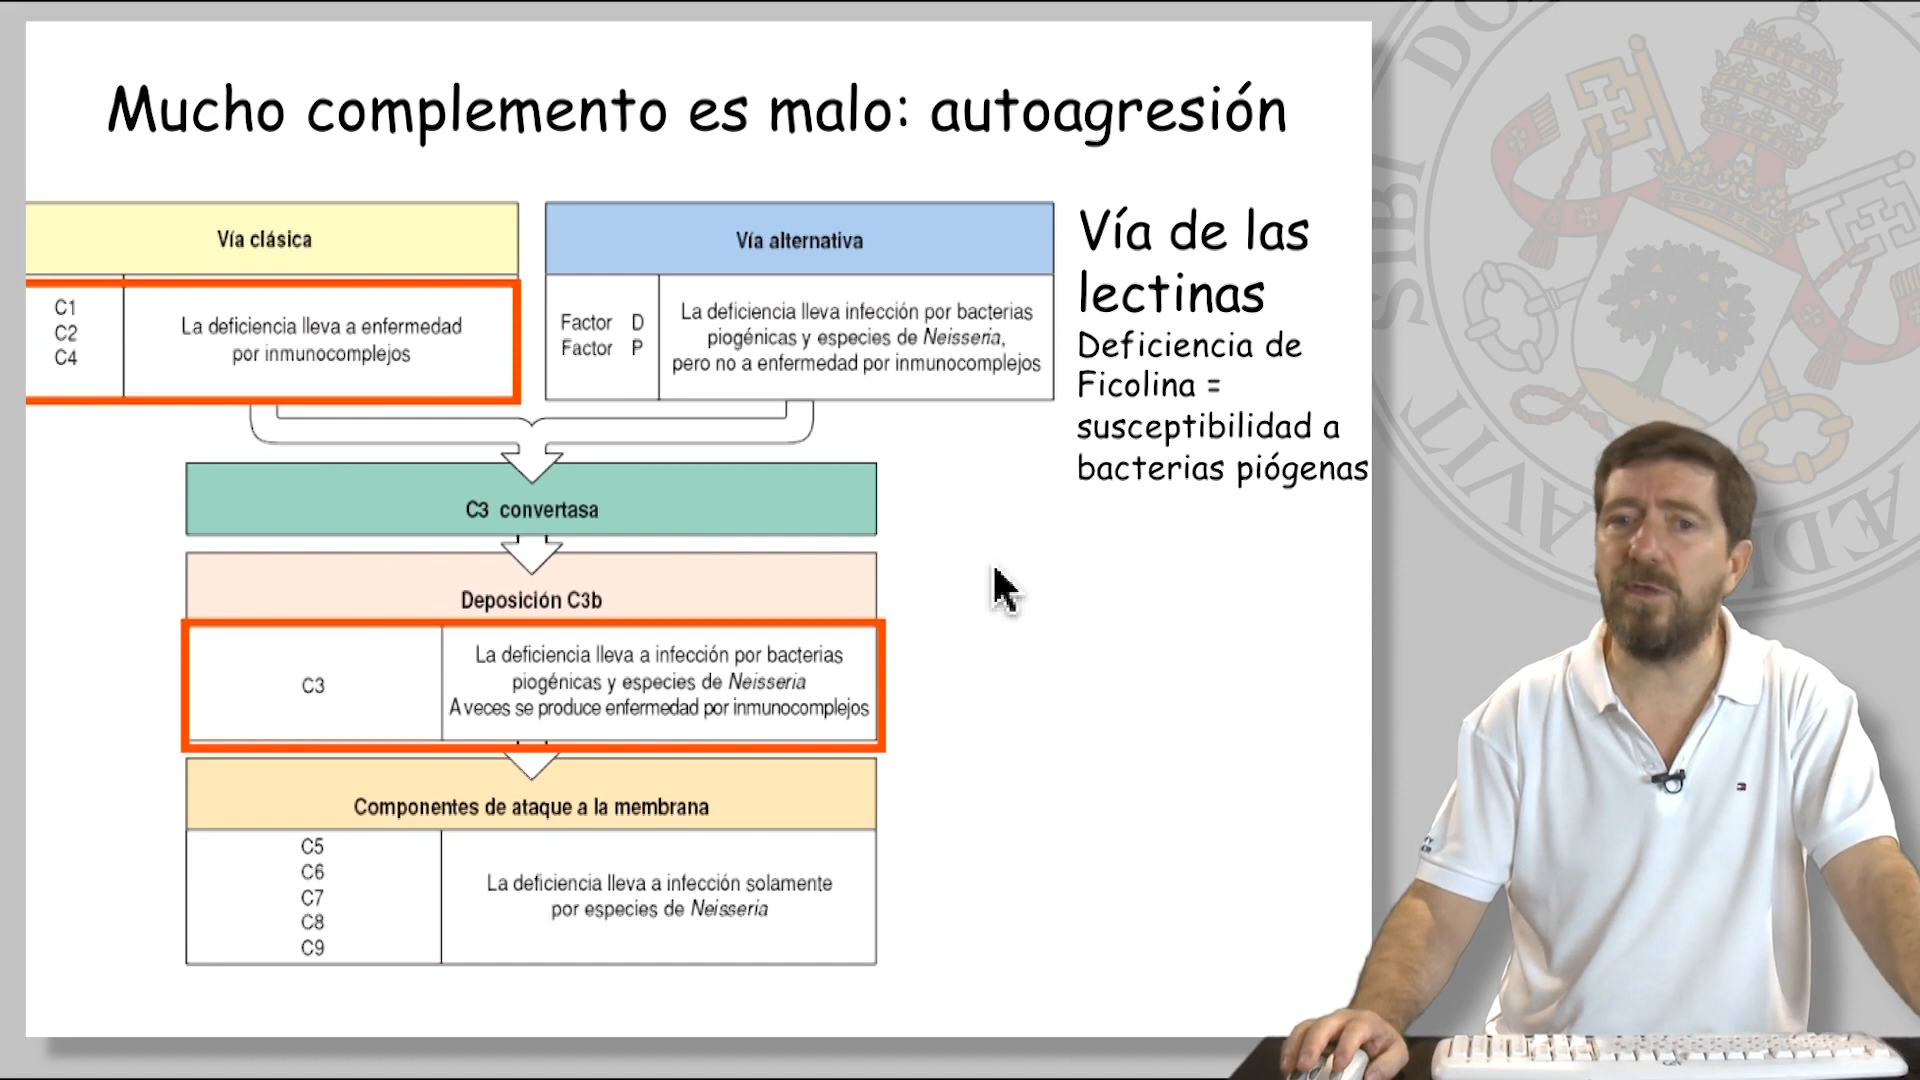 Mucho complemento es malo: autoagresión
Vía clásica
C1
C2
C4
La deficiencia lleva a enfermedad
por inmunocomplejos
Vía alternativa
Factor D
Factor P
La deficiencia lleva infección por bacterias
piogénicas y especies de Neisseria,
pero no a enfermedad por inmunocomplejos
Vía de las
lectinas
Deficiencia de
Ficolina =
susceptibilidad a
bacterias piógenas
C3 convertasa
Deposición C3b
C3
La deficiencia lleva a infección por bacterias
piogénicas y especies de Neisseria
A veces se produce enfermedad por inmunocomplejos
Componentes de ataque a la membrana
C5
C6
C7
C8
C9
La deficiencia lleva a infección solamente
por especies de Neisseria
SIBI
DO
AVIT
ÆDI